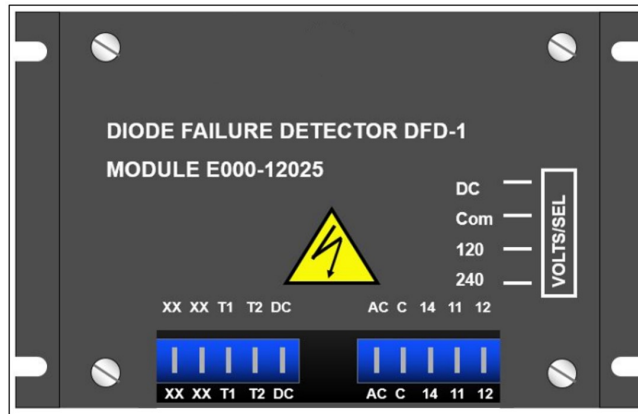 DIODE FAILURE DETECTOR DFD-1
MODULE E000-12025
DC
Com
120
240
VOLTS/SEL
XX XX T1 T2 DC AC C 14 11 12
XX XX T1 T2 DC AC C 14 11 12